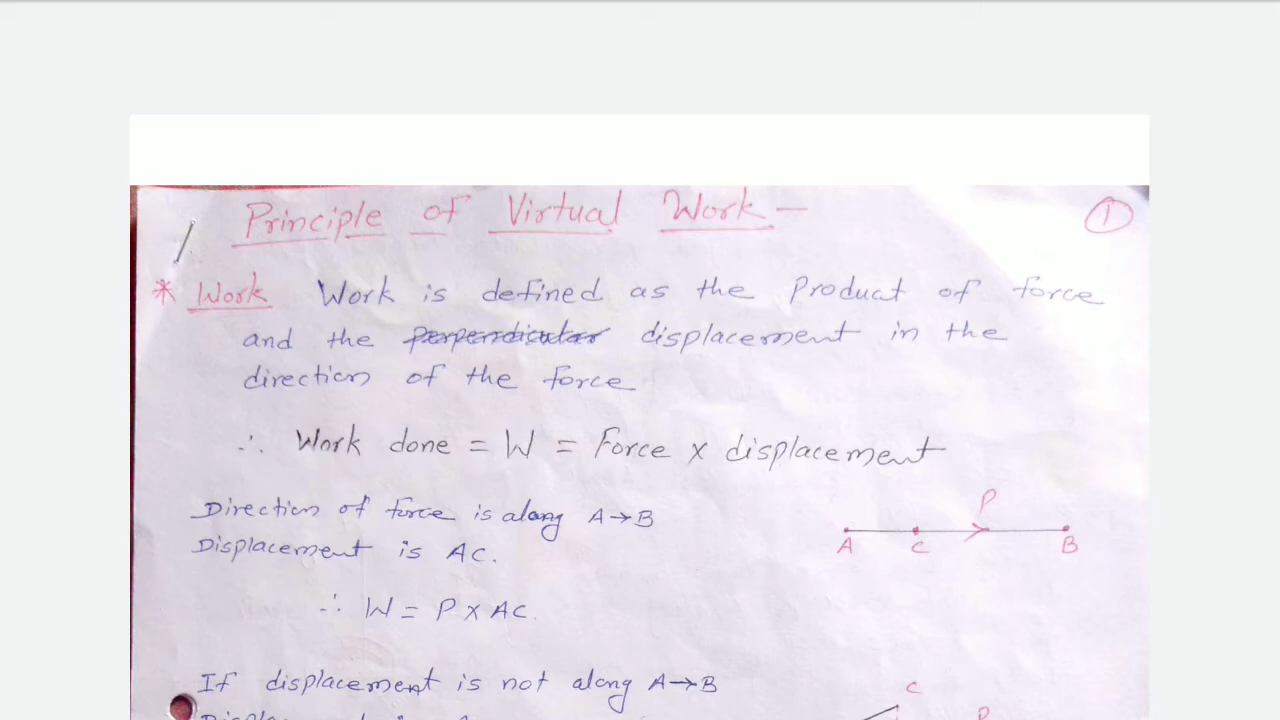 Principle of Virtual Work -
1
* Work Work is defined as the Product of force
and the perpendicular displacement in the
direction of the force
∴ Work done = W = Force x displacement
Direction of force is along A→B
Displacement is AC.
P
A C B
∴ W = P x AC.
If displacement is not along A→B
C
P